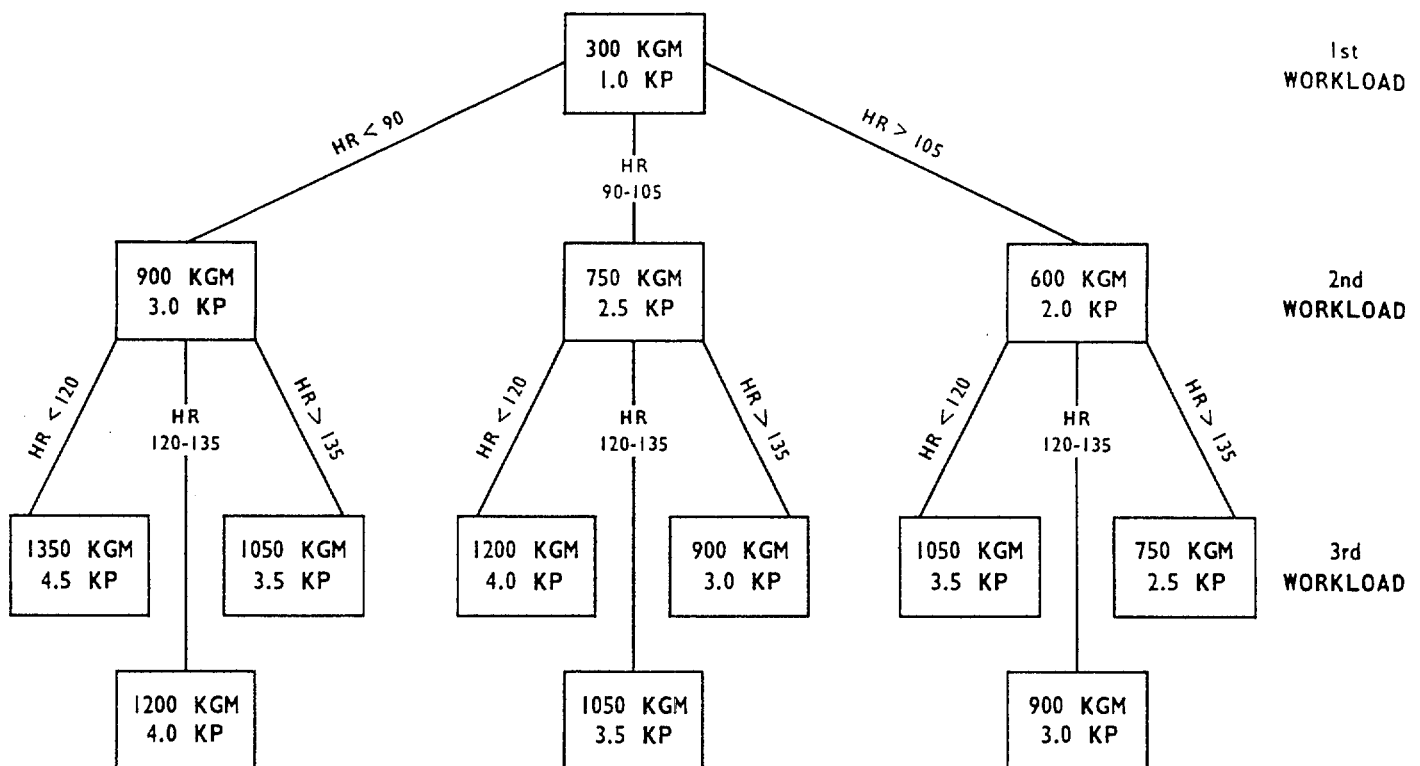 300 KGM
1.0 KP
1st
WORKLOAD
HR < 90
HR
90-105
HR > 105
900 KGM
3.0 KP
750 KGM
2.5 KP
600 KGM
2.0 KP
2nd
WORKLOAD
HR < 120
HR
120-135
HR > 135
HR < 120
HR
120-135
HR > 135
HR < 120
HR
120-135
HR > 135
1350 KGM
4.5 KP
1050 KGM
3.5 KP
1200 KGM
4.0 KP
900 KGM
3.0 KP
1050 KGM
3.5 KP
750 KGM
2.5 KP
3rd
WORKLOAD
1200 KGM
4.0 KP
1050 KGM
3.5 KP
900 KGM
3.0 KP